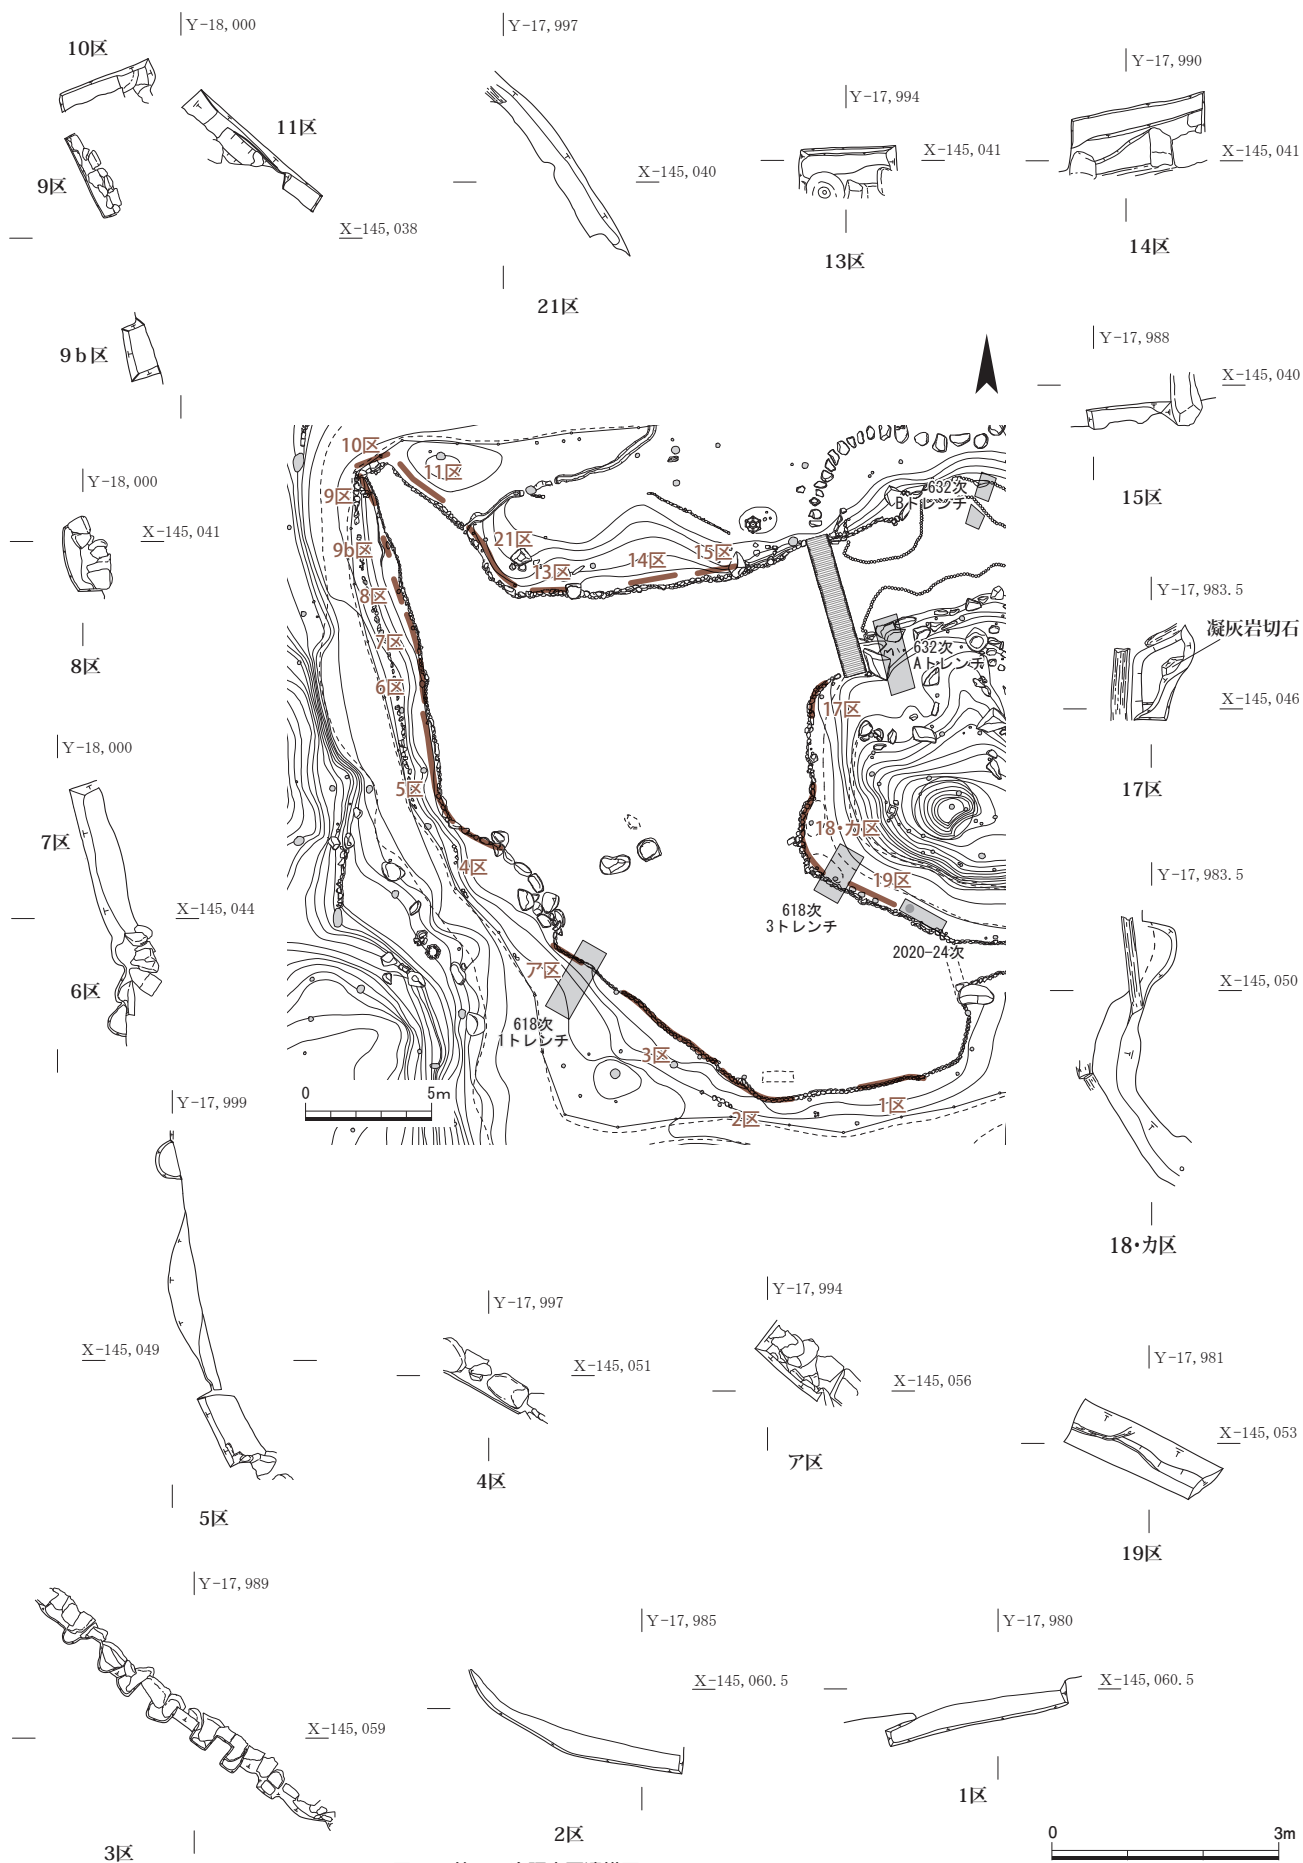 Y-18,000
10区
11区
9区
X-145,038
9b区
Y-17,997
X-145,040
21区
Y-17,994
X-145,041
13区
Y-17,990
X-145,041
14区
Y-17,988
X-145,040
15区
Y-18,000
X-145,041
8区
Y-18,000
7区
X-145,044
6区
10区
11区
9区
21区
9b区
13区
14区
15区
8区
7区
6区
5区
4区
ア区
3区
2区
1区
17区
18・カ区
19区
632次
Bトレンチ
632次
Aトレンチ
618次
3トレンチ
2020-24次
618次
1トレンチ
0
5m
Y-17,983.5
凝灰岩切石
X-145,046
17区
Y-17,983.5
X-145,050
18・カ区
Y-17,999
X-145,049
5区
Y-17,997
X-145,051
4区
Y-17,994
X-145,056
ア区
Y-17,981
X-145,053
19区
Y-17,989
X-145,059
3区
Y-17,985
X-145,060.5
2区
Y-17,980
X-145,060.5
1区
0
3m